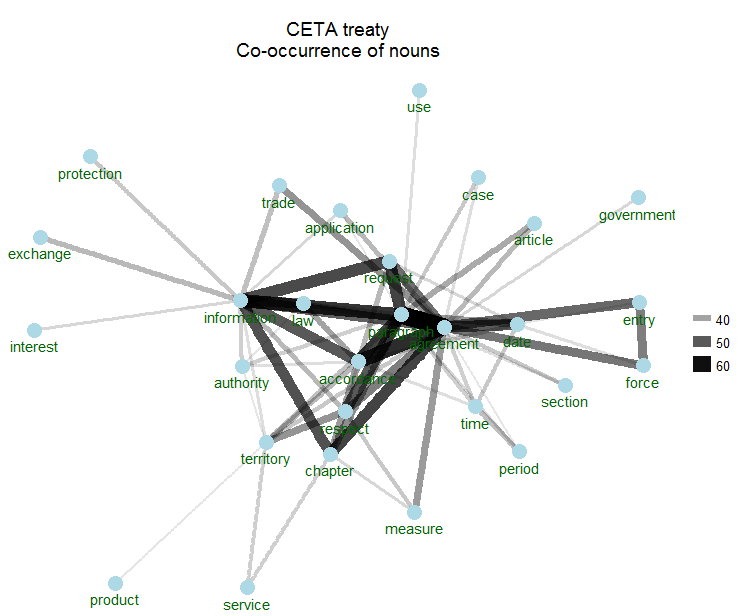 CETA treaty
Co-occurrence of nouns
use
protection
case
trade
government
application
article
exchange
request
information
law
entry
paragraph
date
agreement
interest
40
50
60
authority
accordance
force
section
time
respect
territory
chapter
period
measure
product
service